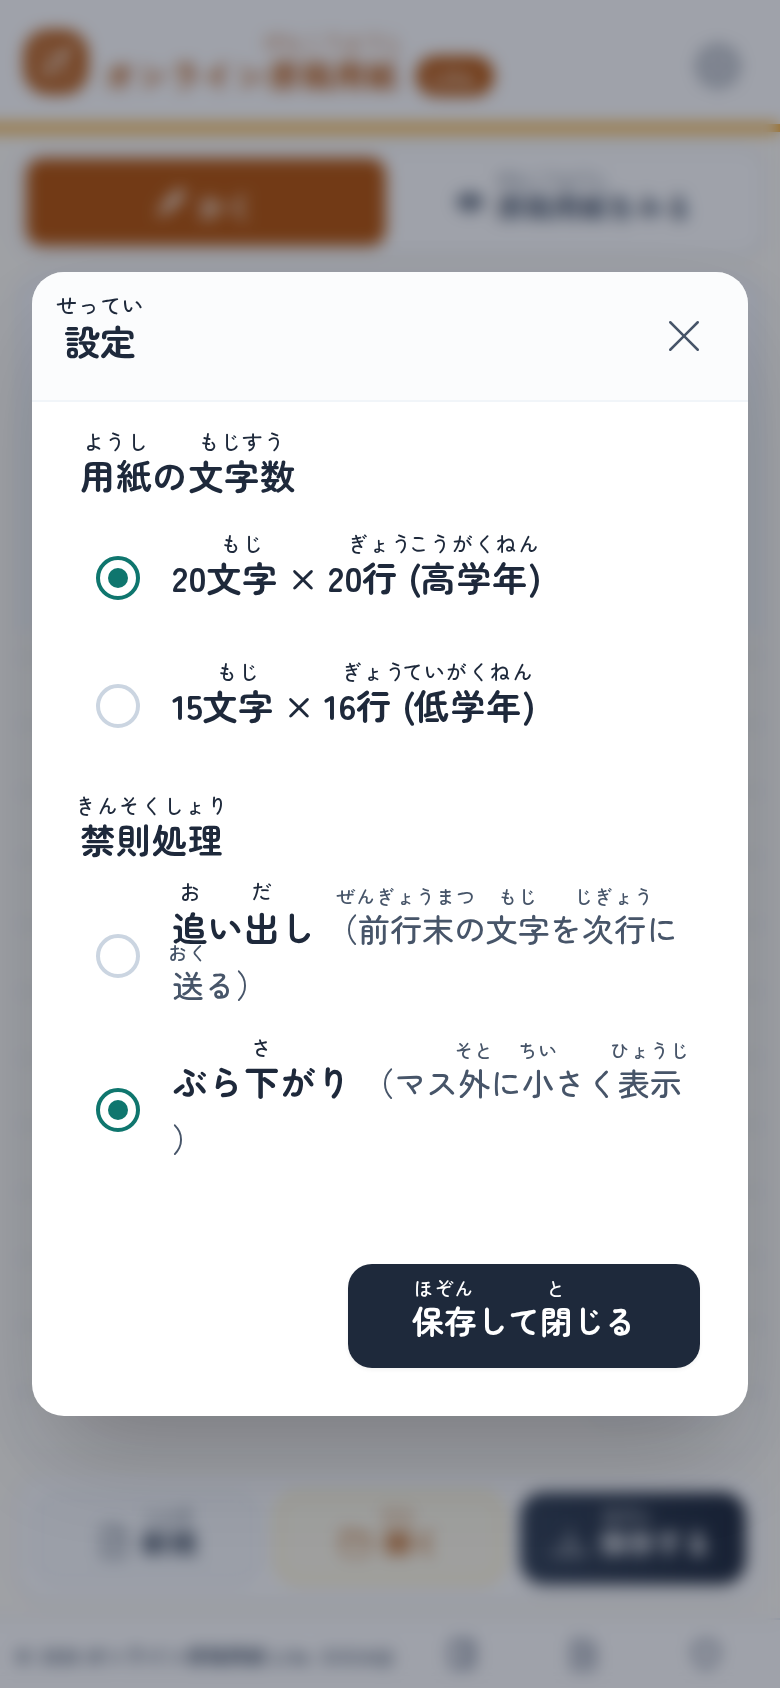 せってい
設定
ようし もじすう
用紙の文字数
もじ ぎょうこうがくねん
20文字 × 20行 (高学年)
もじ ぎょうていがくねん
15文字 × 16行 (低学年)
きんそくしょり
禁則処理
お だ ぜんぎょうまつ もじ じぎょう
追い出し （前行末の文字を次行に
おく
送る）
さ そと ちい ひょうじ
ぶら下がり （マス外に小さく表示
）
ほぞん と
保存して閉じる